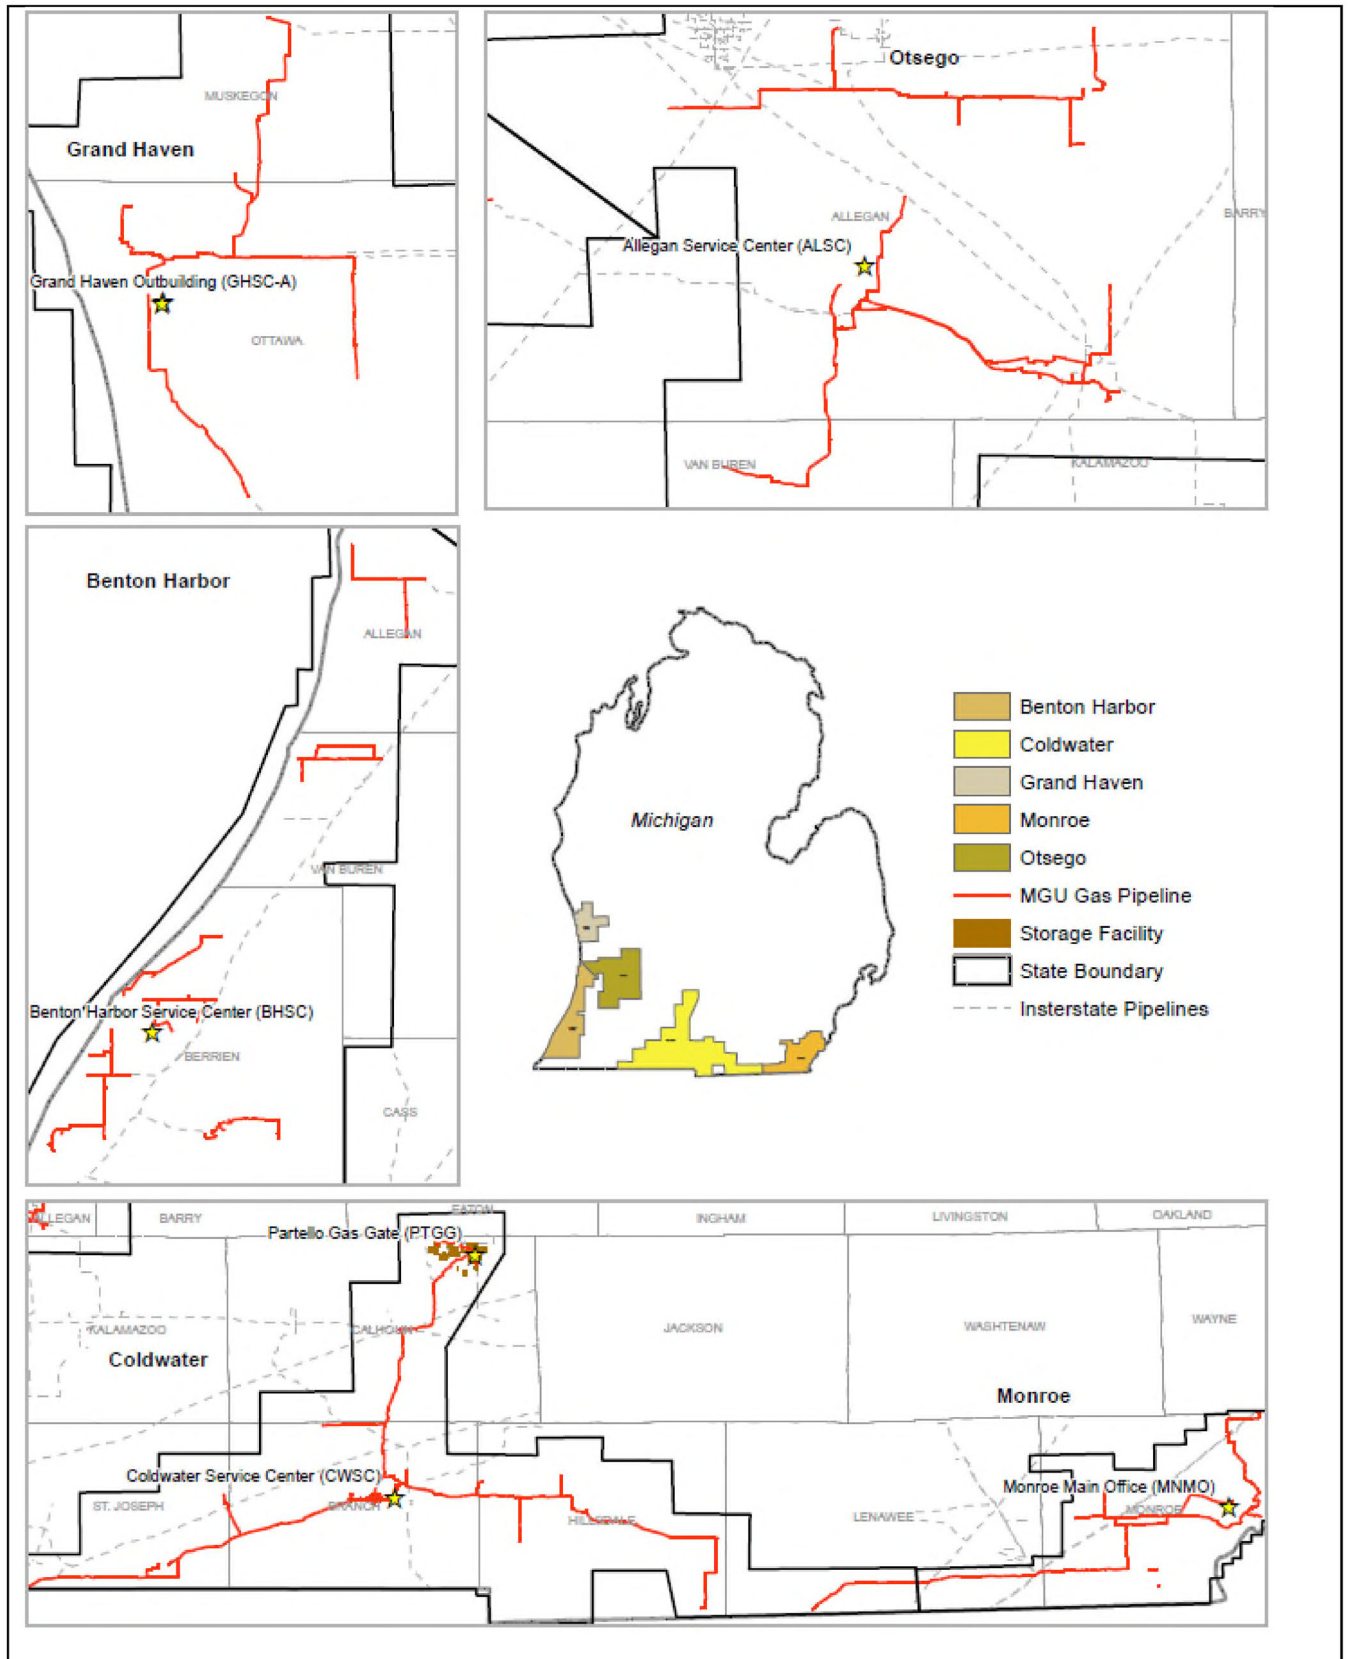 MUSKEGON
Grand Haven
Grand Haven Outbuilding (GHSC-A)
OTTAWA
Otsego
ALLEGAN
BARRY
Allegan Service Center (ALSC)
VAN BUREN
KALAMAZOO
Benton Harbor
ALLEGAN
VAN BUREN
Benton Harbor Service Center (BHSC)
BERRIEN
CASS
Michigan
Benton Harbor
Coldwater
Grand Haven
Monroe
Otsego
MGU Gas Pipeline
Storage Facility
State Boundary
Insterstate Pipelines
ALLEGAN
BARRY
EATON
INGHAM
LIVINGSTON
OAKLAND
Partello Gas Gate (PTGG)
KALAMAZOO
CALHOUN
JACKSON
WASHTENAW
WAYNE
Coldwater
Monroe
Coldwater Service Center (CWSC)
Monroe Main Office (MNMO)
ST. JOSEPH
BRANCH
HILLSDALE
LENAWEE
MONROE